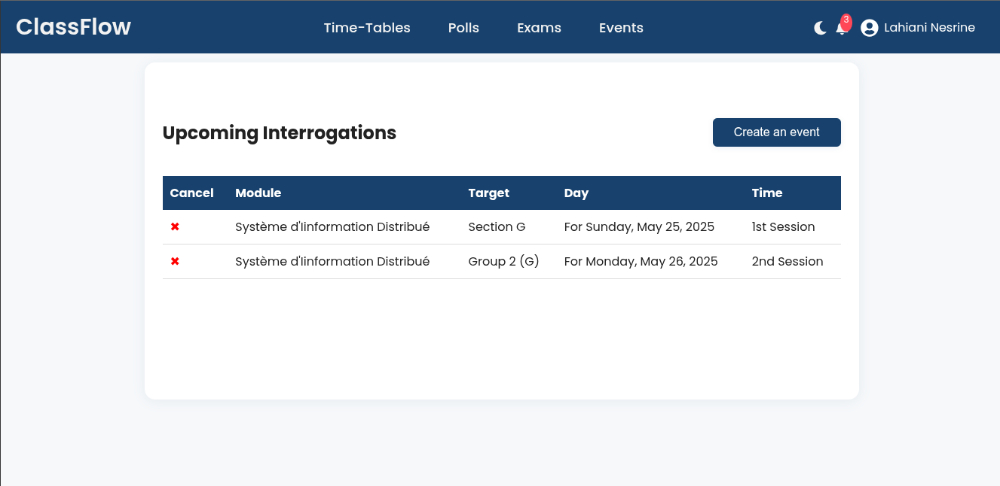 ClassFlow Time-Tables Polls Exams Events 3 Lahiani Nesrine
Upcoming Interrogations Create an event
Cancel Module Target Day Time
✖ Système d'Iinformation Distribué Section G For Sunday, May 25, 2025 1st Session
✖ Système d'Iinformation Distribué Group 2 (G) For Monday, May 26, 2025 2nd Session